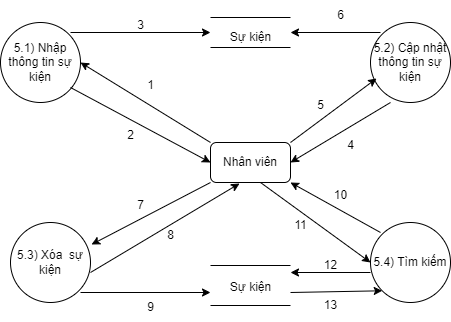 3
6
5.1) Nhập
thông tin sự
kiện
Sự kiện
5.2) Cập nhật
thông tin sự
kiện
1
5
2
4
Nhân viên
7
8
10
11
5.3) Xóa sự
kiện
5.4) Tìm kiếm
12
Sự kiện
9
13